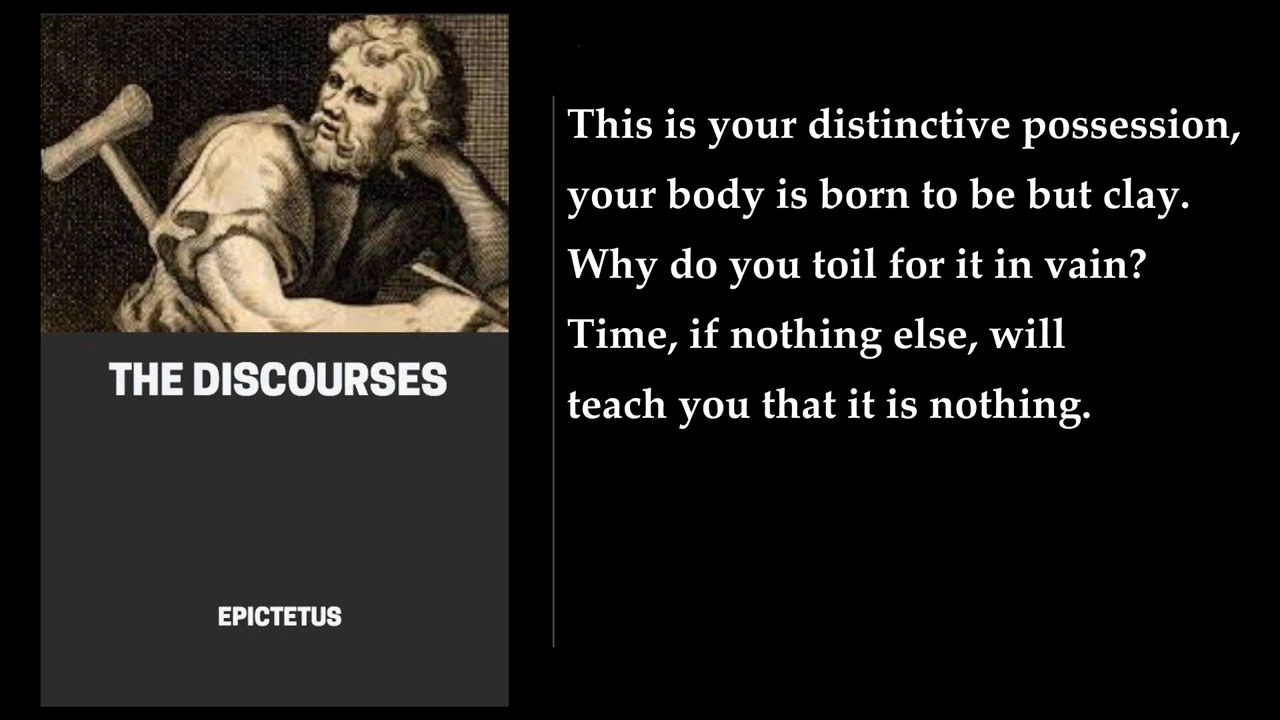 THE DISCOURSES
EPICTETUS
This is your distinctive possession,
your body is born to be but clay.
Why do you toil for it in vain?
Time, if nothing else, will
teach you that it is nothing.